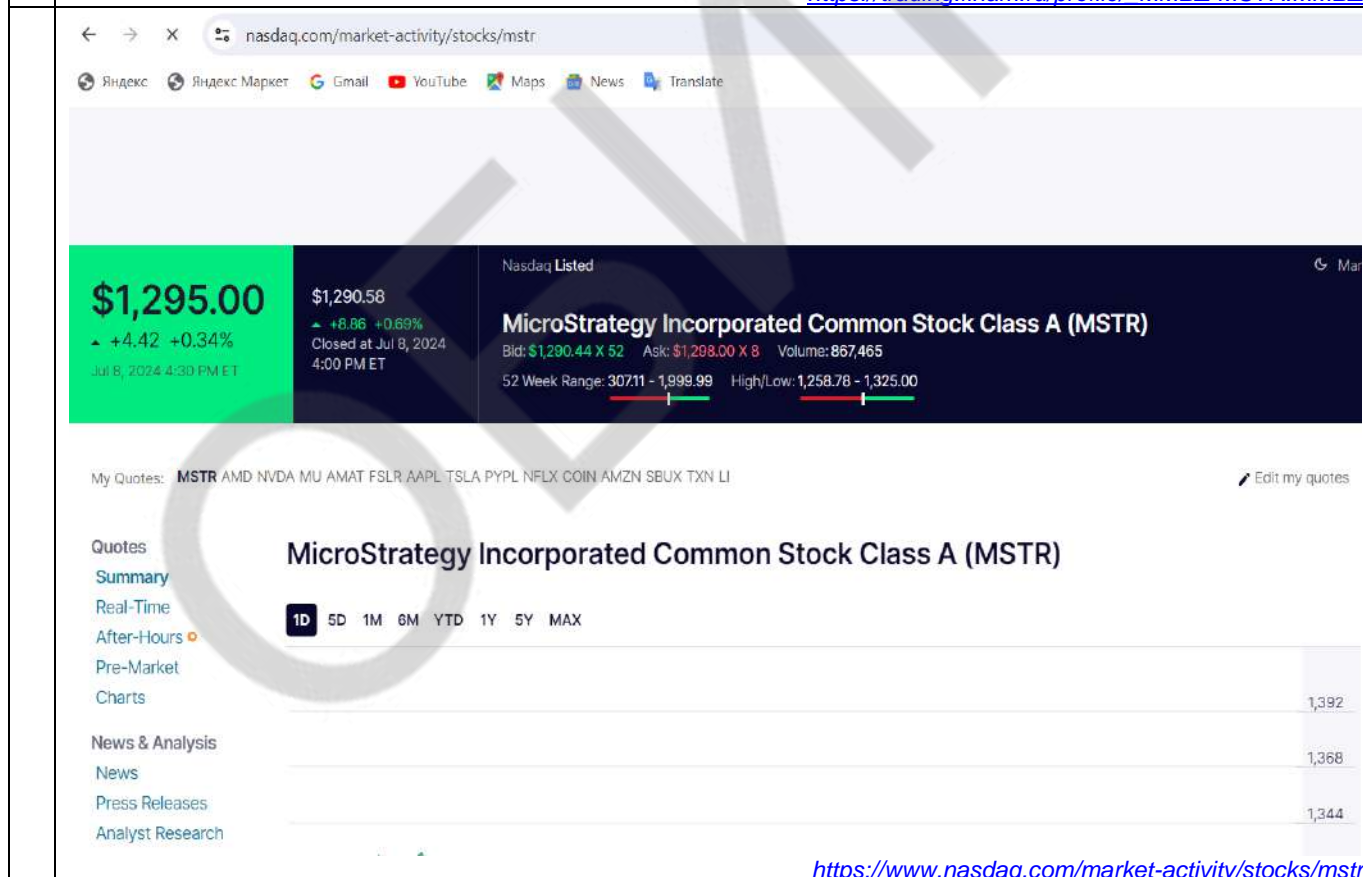 nasdaq.com/market-activity/stocks/mstr
Яндекс Яндекс Маркет Gmail YouTube Maps News Translate
$1,295.00
+4.42 +0.34%
Jul 8, 2024 4:30 PM ET
$1,290.58
+8.86 +0.69%
Closed at Jul 8, 2024
4:00 PM ET
Nasdaq Listed
Mar
MicroStrategy Incorporated Common Stock Class A (MSTR)
Bid: $1,290.44 X 52 Ask: $1,298.00 X 8 Volume: 867,465
52 Week Range: 307.11 - 1,999.99 High/Low: 1,258.78 - 1,325.00
My Quotes: MSTR AMD NVDA MU AMAT FSLR AAPL TSLA PYPL NFLX COIN AMZN SBUX TXN LI
Edit my quotes
Quotes
Summary
Real-Time
After-Hours
Pre-Market
Charts
News & Analysis
News
Press Releases
Analyst Research
MicroStrategy Incorporated Common Stock Class A (MSTR)
1D 5D 1M 6M YTD 1Y 5Y MAX
1,392
1,368
1,344
https://www.nasdaq.com/market-activity/stocks/mstr